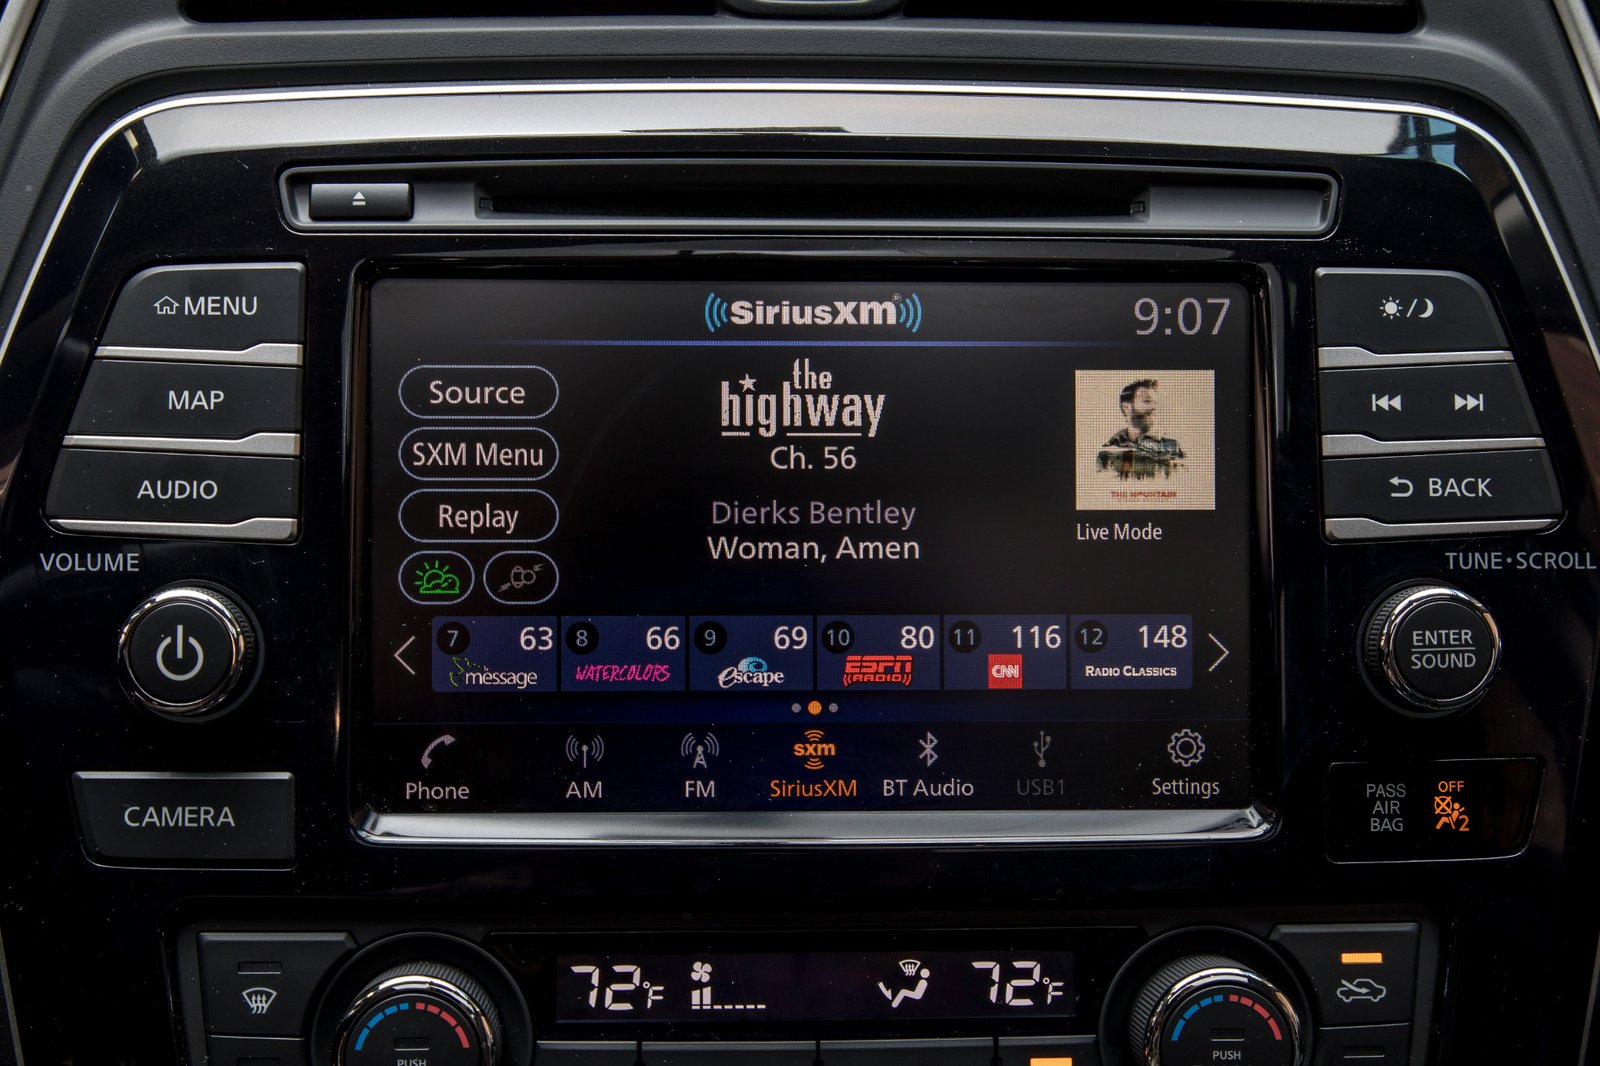 MENU
MAP
AUDIO
VOLUME
CAMERA
SiriusXM®
9:07
Source
SXM Menu
Replay
the
highway
Ch. 56
Dierks Bentley
Woman, Amen
THE MOUNTAIN
Live Mode
7 63 message
8 66 WATERCOLORS
9 69 escape
10 80 ESPN RADIO
11 116 CNN
12 148 RADIO CLASSICS
Phone
AM
FM
sxm
SiriusXM
BT Audio
USB1
Settings
BACK
TUNE·SCROLL
ENTER
SOUND
PASS
AIR
BAG
OFF
2
72°F
72°F
PUSH
PUSH